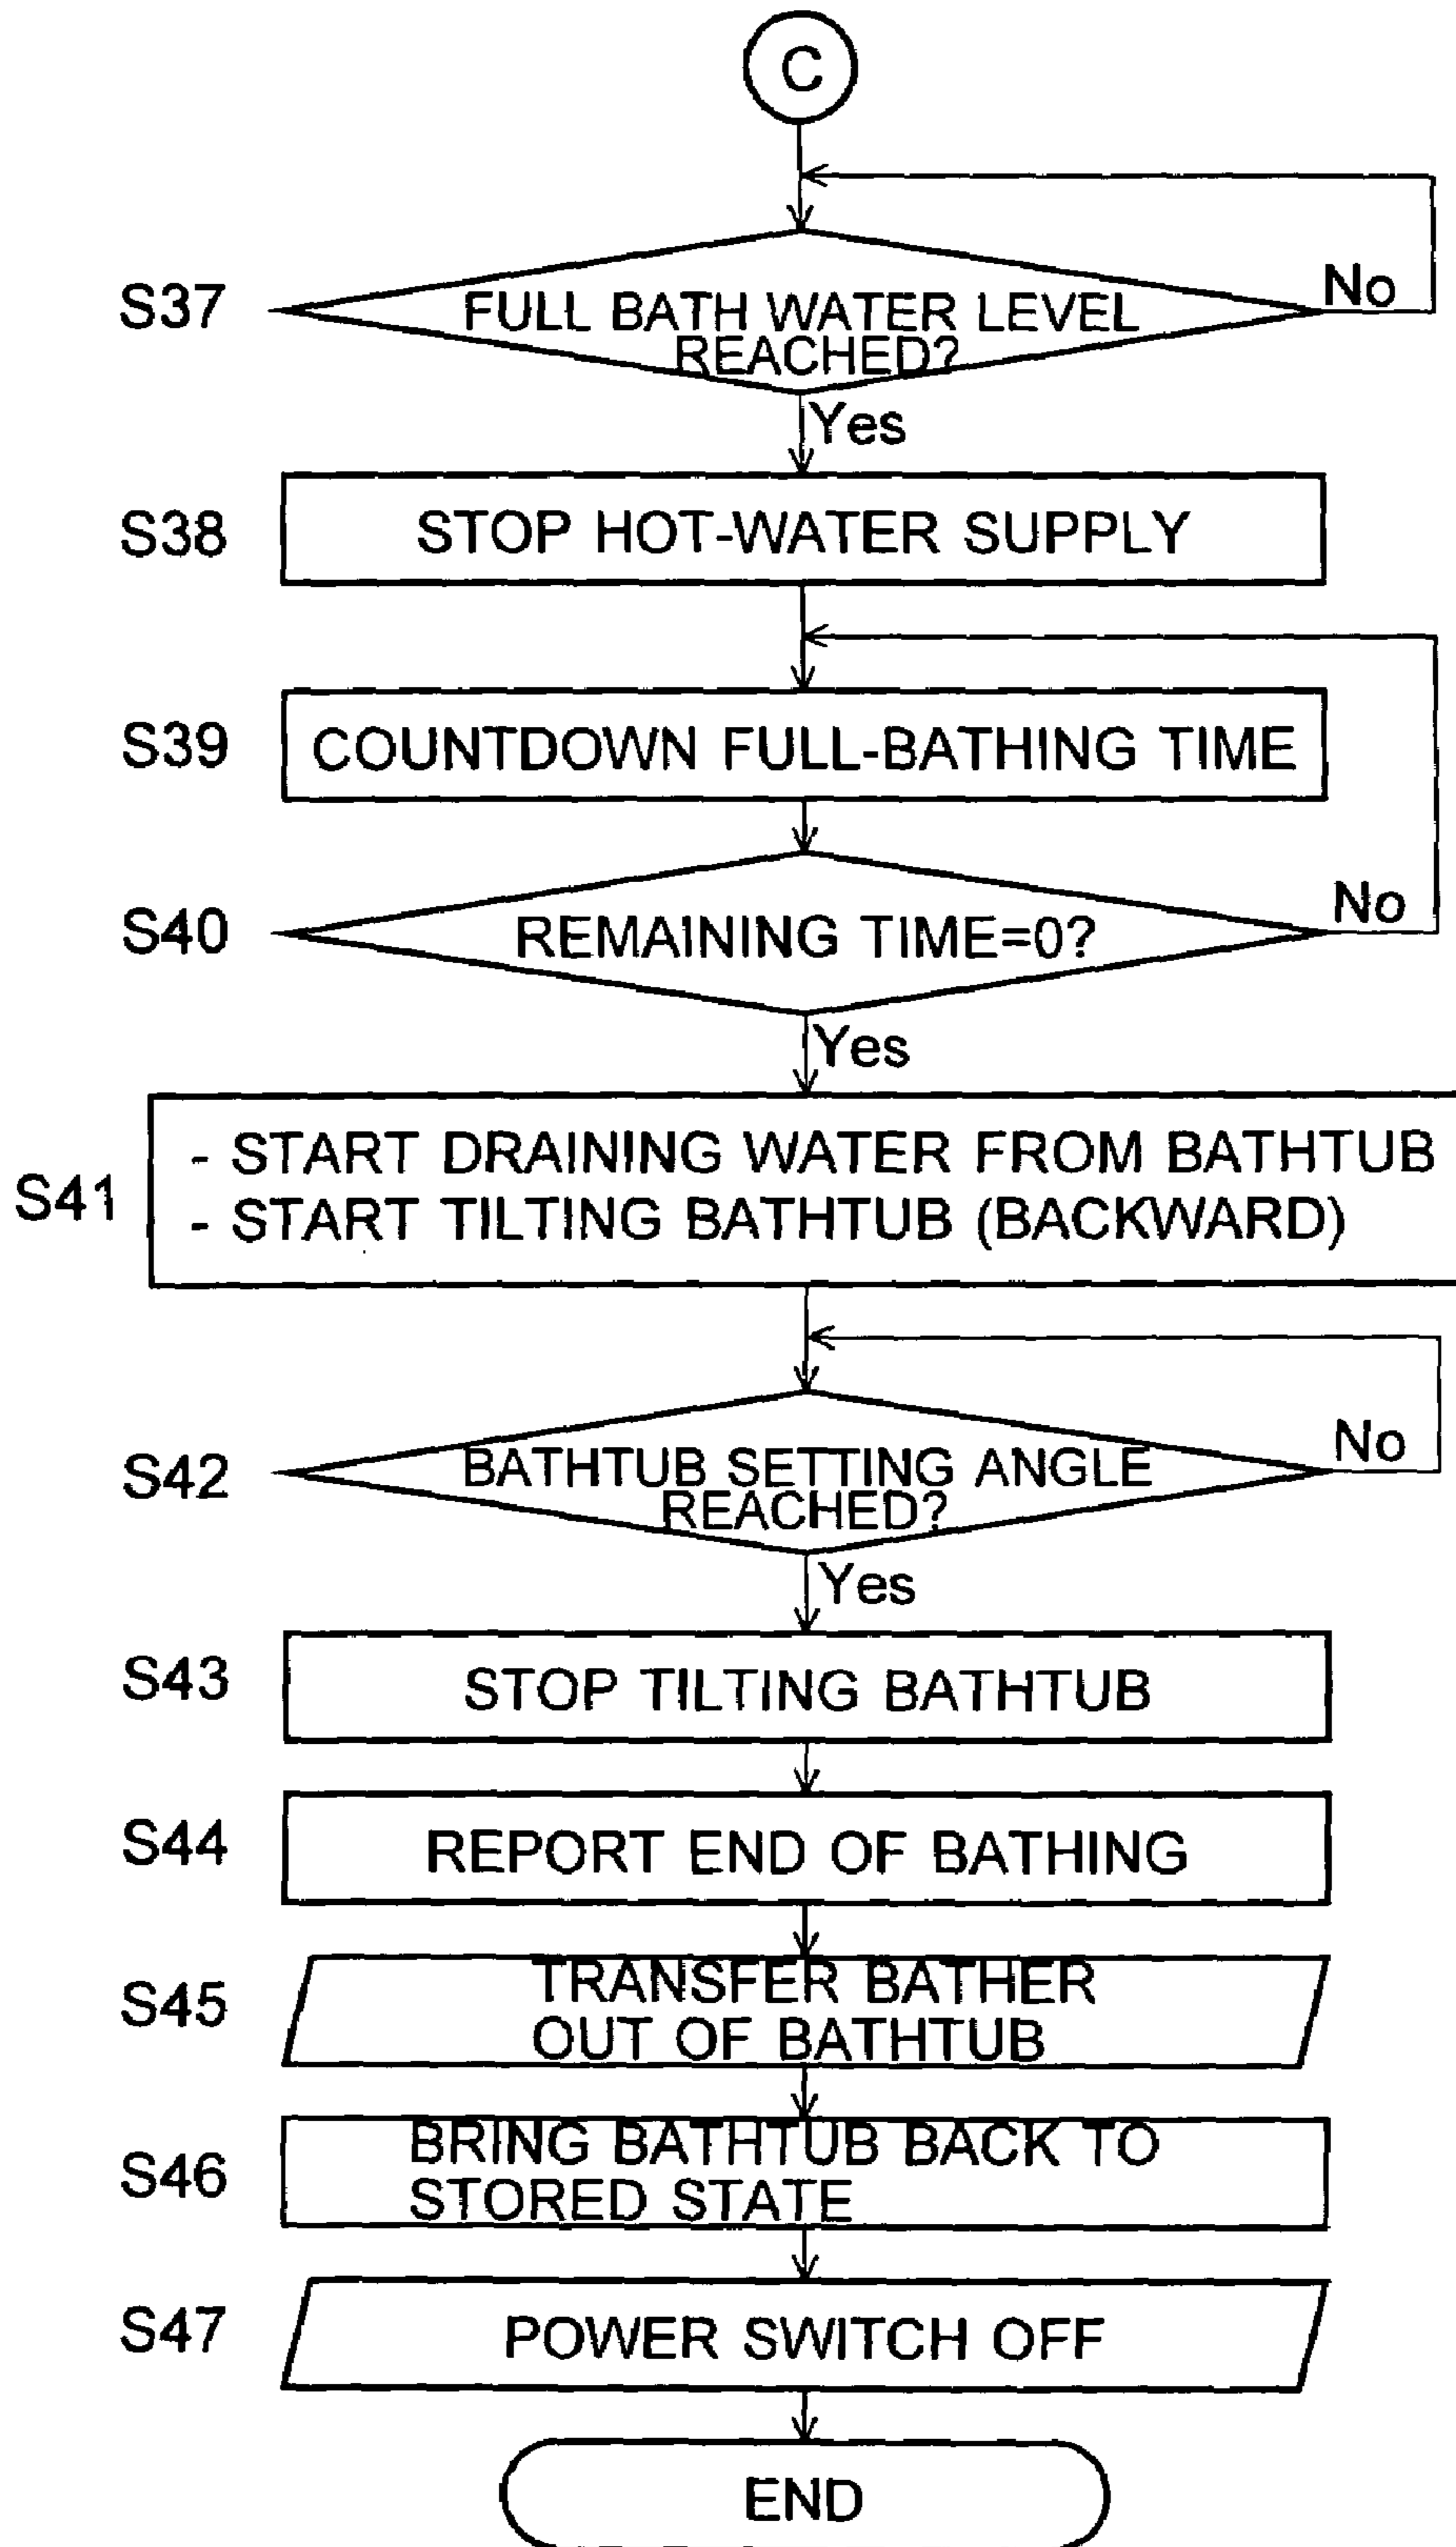 C
S37
FULL BATH WATER LEVEL
REACHED?
No
Yes
S38
STOP HOT-WATER SUPPLY
S39
COUNTDOWN FULL-BATHING TIME
S40
REMAINING TIME=0?
No
Yes
S41
- START DRAINING WATER FROM BATHTUB
- START TILTING BATHTUB (BACKWARD)
S42
BATHTUB SETTING ANGLE
REACHED?
No
Yes
S43
STOP TILTING BATHTUB
S44
REPORT END OF BATHING
S45
TRANSFER BATHER
OUT OF BATHTUB
S46
BRING BATHTUB BACK TO
STORED STATE
S47
POWER SWITCH OFF
END